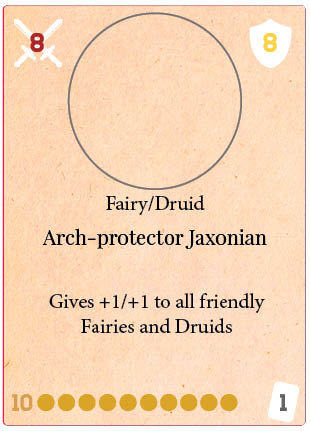 8
8
Fairy/Druid
Arch-protector Jaxonian
Gives +1/+1 to all friendly
Fairies and Druids
10
1